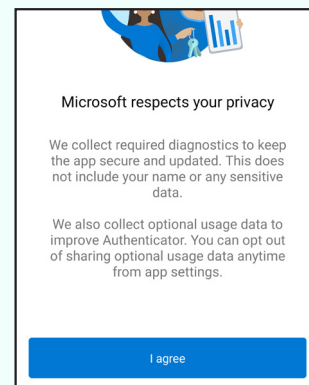 Microsoft respects your privacy
We collect required diagnostics to keep
the app secure and updated. This does
not include your name or any sensitive
data.
We also collect optional usage data to
improve Authenticator. You can opt out
of sharing optional usage data anytime
from app settings.
I agree